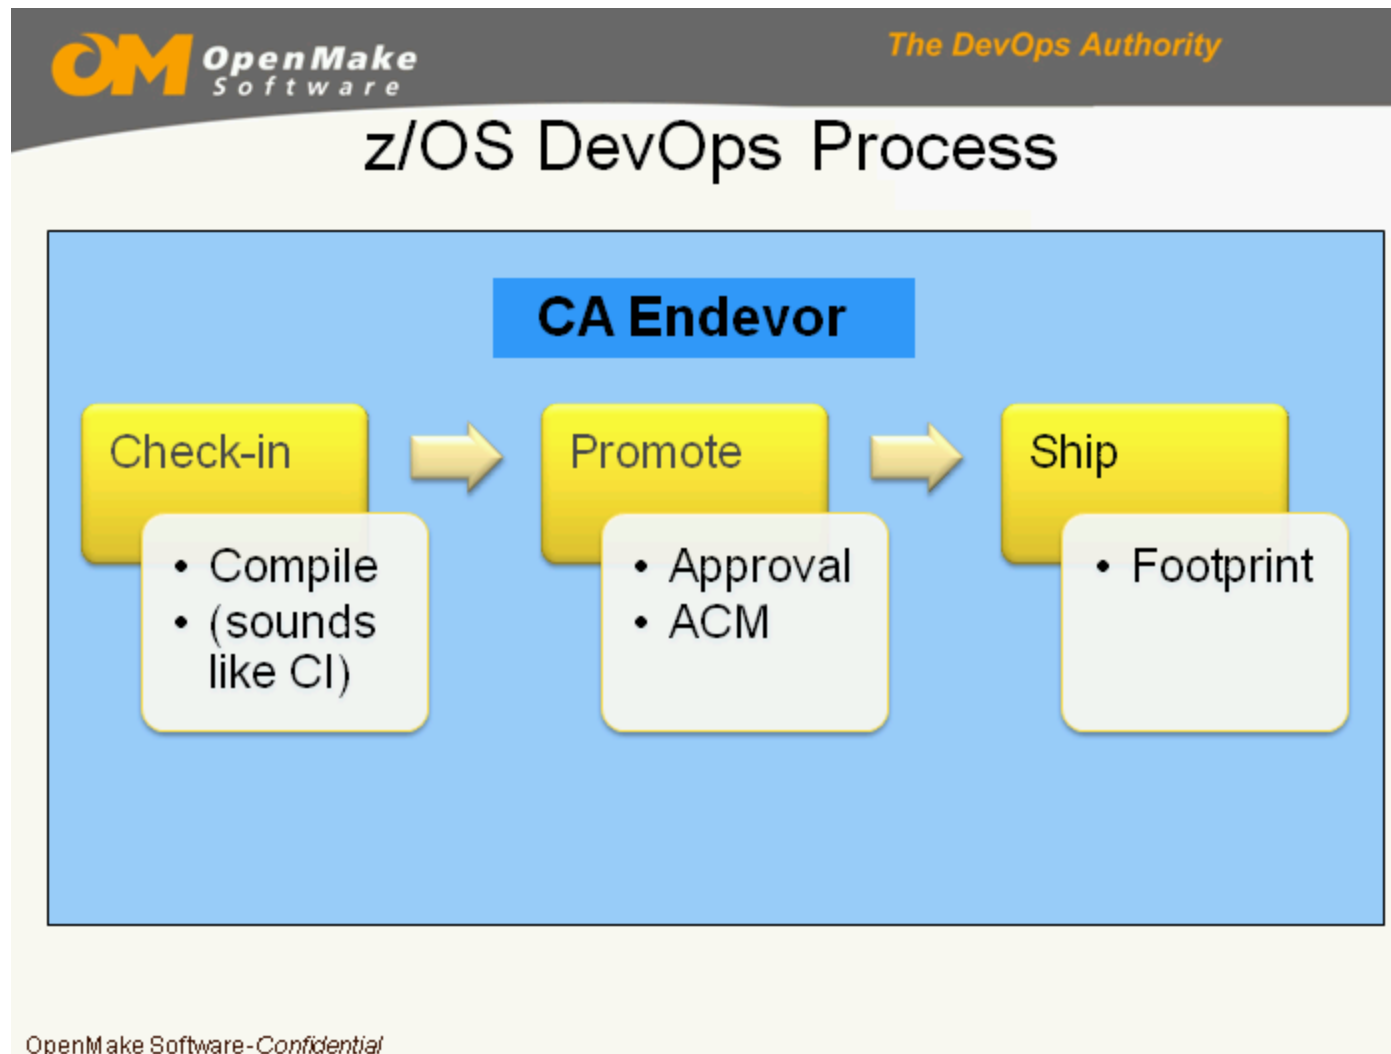 OM OpenMake
Software
The DevOps Authority
z/OS DevOps Process
CA Endevor
Check-in
• Compile
• (sounds
like CI)
Promote
• Approval
• ACM
Ship
• Footprint
OpenMake Software-Confidential